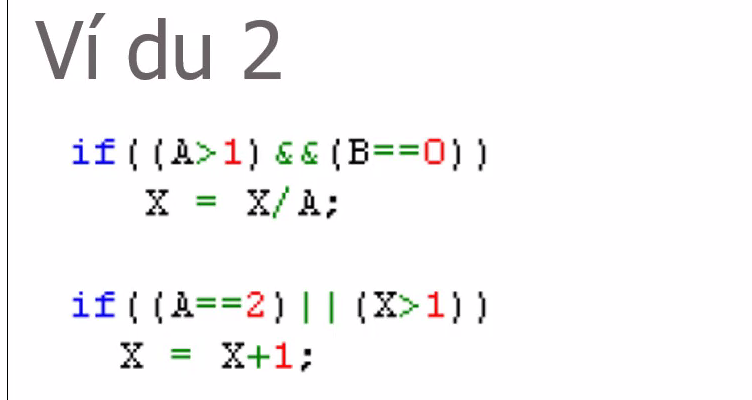 Ví du 2
if((A>1)&&(B==0))
X = X/A;
if((A==2)||(X>1))
X = X+1;